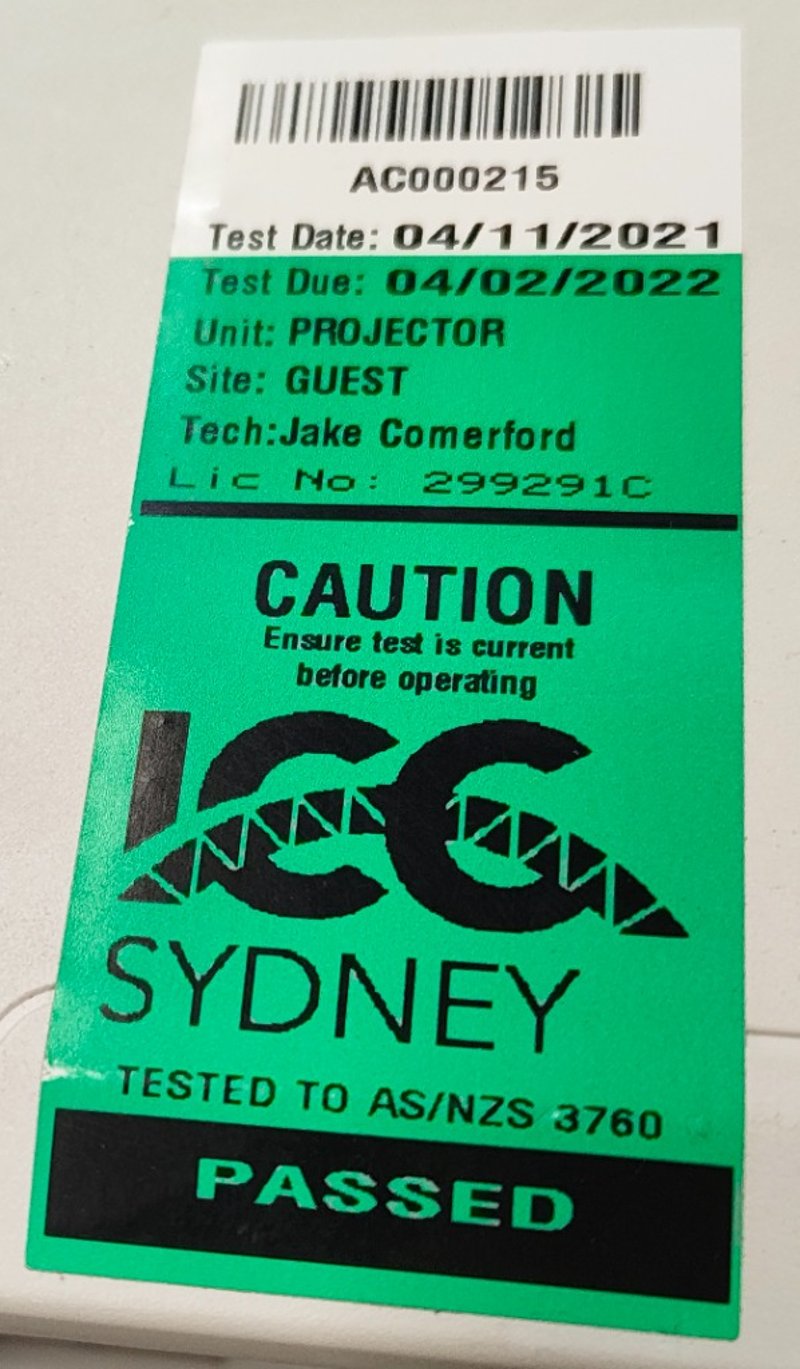 AC000215
Test Date: 04/11/2021
Test Due: 04/02/2022
Unit: PROJECTOR
Site: GUEST
Tech:Jake Comerford
Lic No: 299291C
CAUTION
Ensure test is current
before operating
ICC
SYDNEY
TESTED TO AS/NZS 3760
PASSED